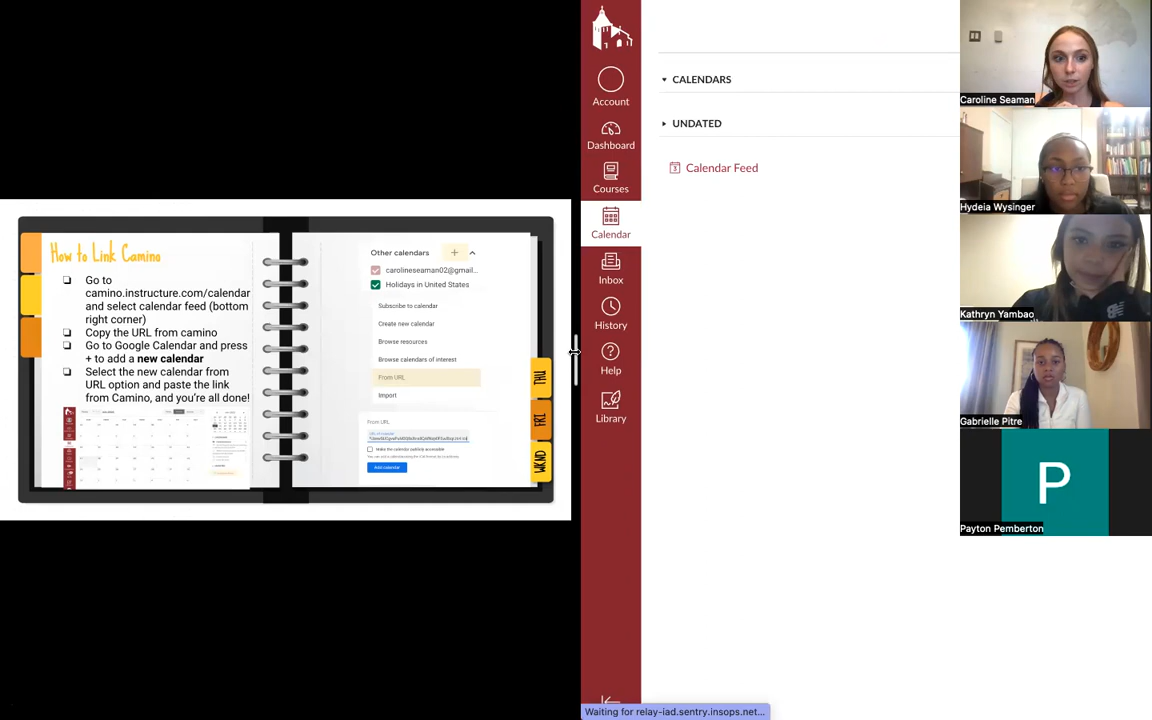 How to Link Camino
❏ Go to
camino.instructure.com/calendar
and select calendar feed (bottom
right corner)
❏ Copy the URL from camino
❏ Go to Google Calendar and press
+ to add a new calendar
❏ Select the new calendar from
URL option and paste the link
from Camino, and you're all done!
Other calendars
carolineseaman02@gmail...
Holidays in United States
Subscribe to calendar
Create new calendar
Browse resources
Browse calendars of interest
From URL
Import
From URL
Make the calendar publicly accessible
Add calendar
THU
FRI
WKND
Account
Dashboard
Courses
Calendar
Inbox
History
Help
Library
CALENDARS
UNDATED
Calendar Feed
Waiting for relay-iad.sentry.insops.net...
Caroline Seaman
Hydeia Wysinger
Kathryn Yambao
Gabrielle Pitre
P
Payton Pemberton